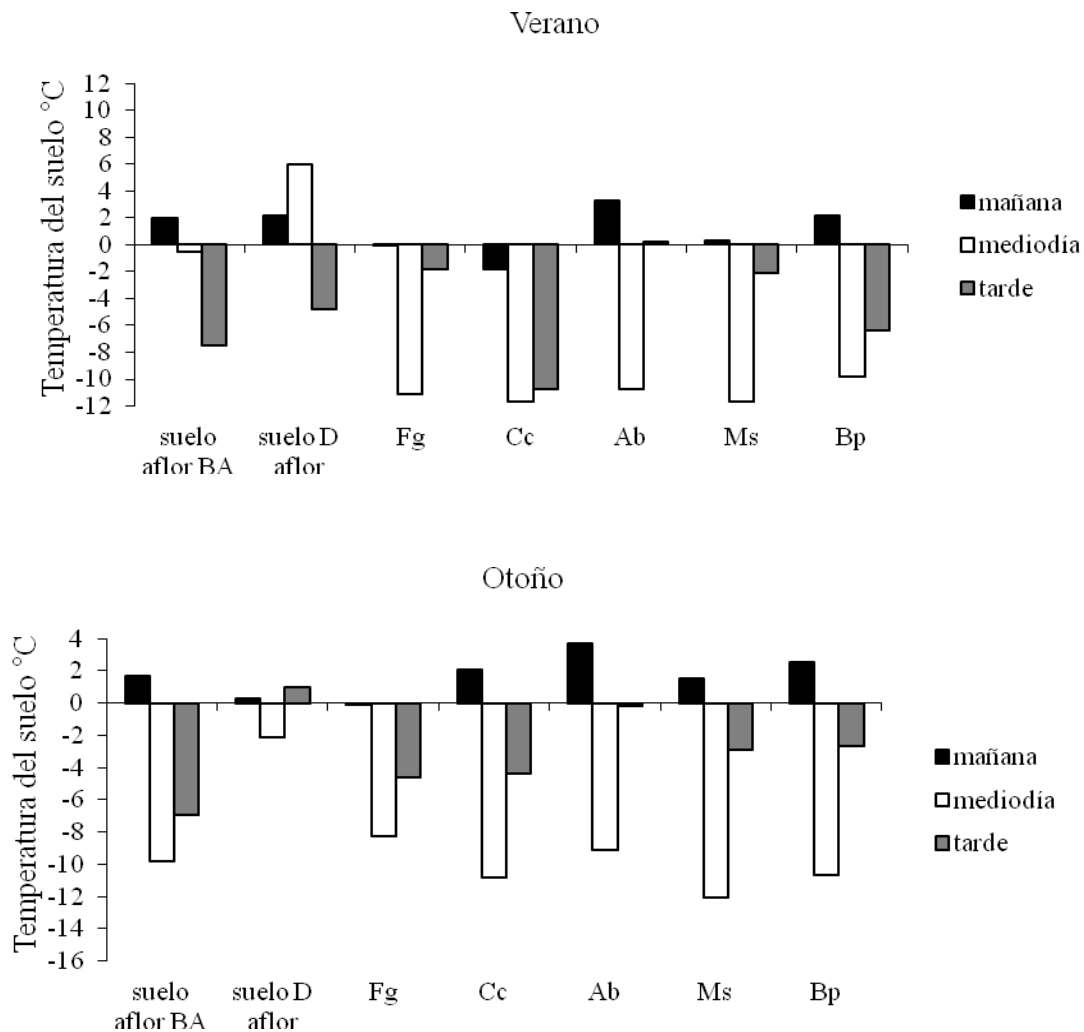 Verano
Temperatura del suelo °C
12
10
8
6
4
2
0
-2
-4
-6
-8
-10
-12
suelo aflor BA
suelo D aflor
Fg
Cc
Ab
Ms
Bp
mañana
mediodía
tarde
Otoño
Temperatura del suelo °C
4
2
0
-2
-4
-6
-8
-10
-12
-14
-16
suelo aflor BA
suelo D aflor
Fg
Cc
Ab
Ms
Bp
mañana
mediodía
tarde